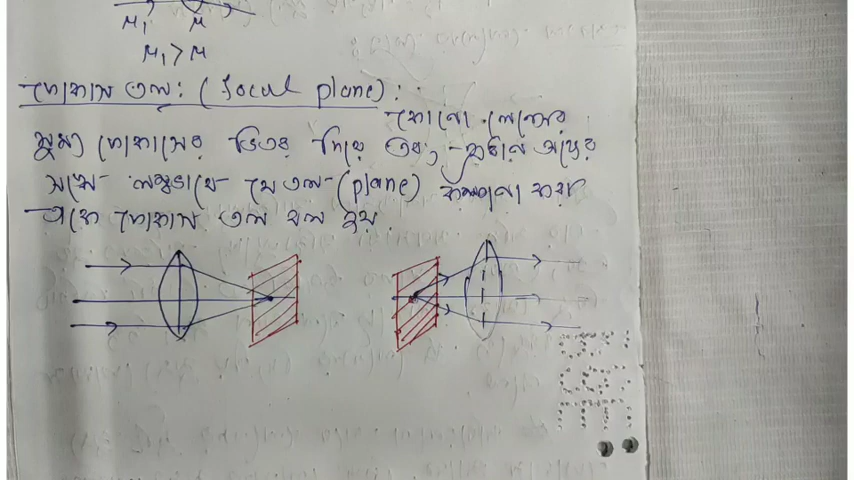 μ₁ μ
μ₁ > μ
ফোকাস তল: (focal plane):
কোনো লেন্সের
মুখ্য ফোকাসের ভিতর দিয়ে এবং প্রধান অক্ষের
সঙ্গে লম্বভাবে যে তল (plane) কল্পনা করা
তাকে ফোকাস তল বলা হয়.